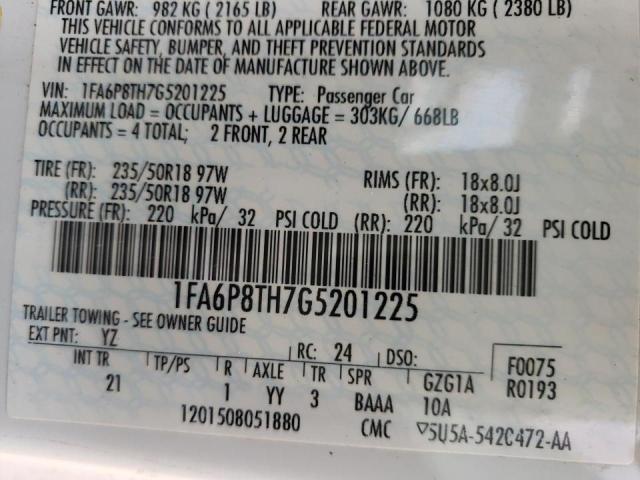 FRONT GAWR: 982 KG ( 2165 LB) REAR GAWR: 1080 KG ( 2380 LB)
THIS VEHICLE CONFORMS TO ALL APPLICABLE FEDERAL MOTOR
VEHICLE SAFETY, BUMPER, AND THEFT PREVENTION STANDARDS
IN EFFECT ON THE DATE OF MANUFACTURE SHOWN ABOVE.
VIN: 1FA6P8TH7G5201225 TYPE: Passenger Car
MAXIMUM LOAD = OCCUPANTS + LUGGAGE = 303KG/ 668LB
OCCUPANTS = 4 TOTAL; 2 FRONT, 2 REAR
TIRE (FR): 235/50R18 97W RIMS (FR): 18x8.0J
(RR): 235/50R18 97W (RR): 18x8.0J
PRESSURE (FR): 220 kPa/ 32 PSI COLD (RR): 220 kPa/ 32 PSI COLD
1FA6P8TH7G5201225
TRAILER TOWING - SEE OWNER GUIDE
EXT PNT: YZ RC: 24 DSO: F0075
INT TR TP/PS R AXLE TR SPR GZG1A R0193
21 1 YY 3 BAAA 10A
1201508051880 CMC ▽5U5A-542C472-AA